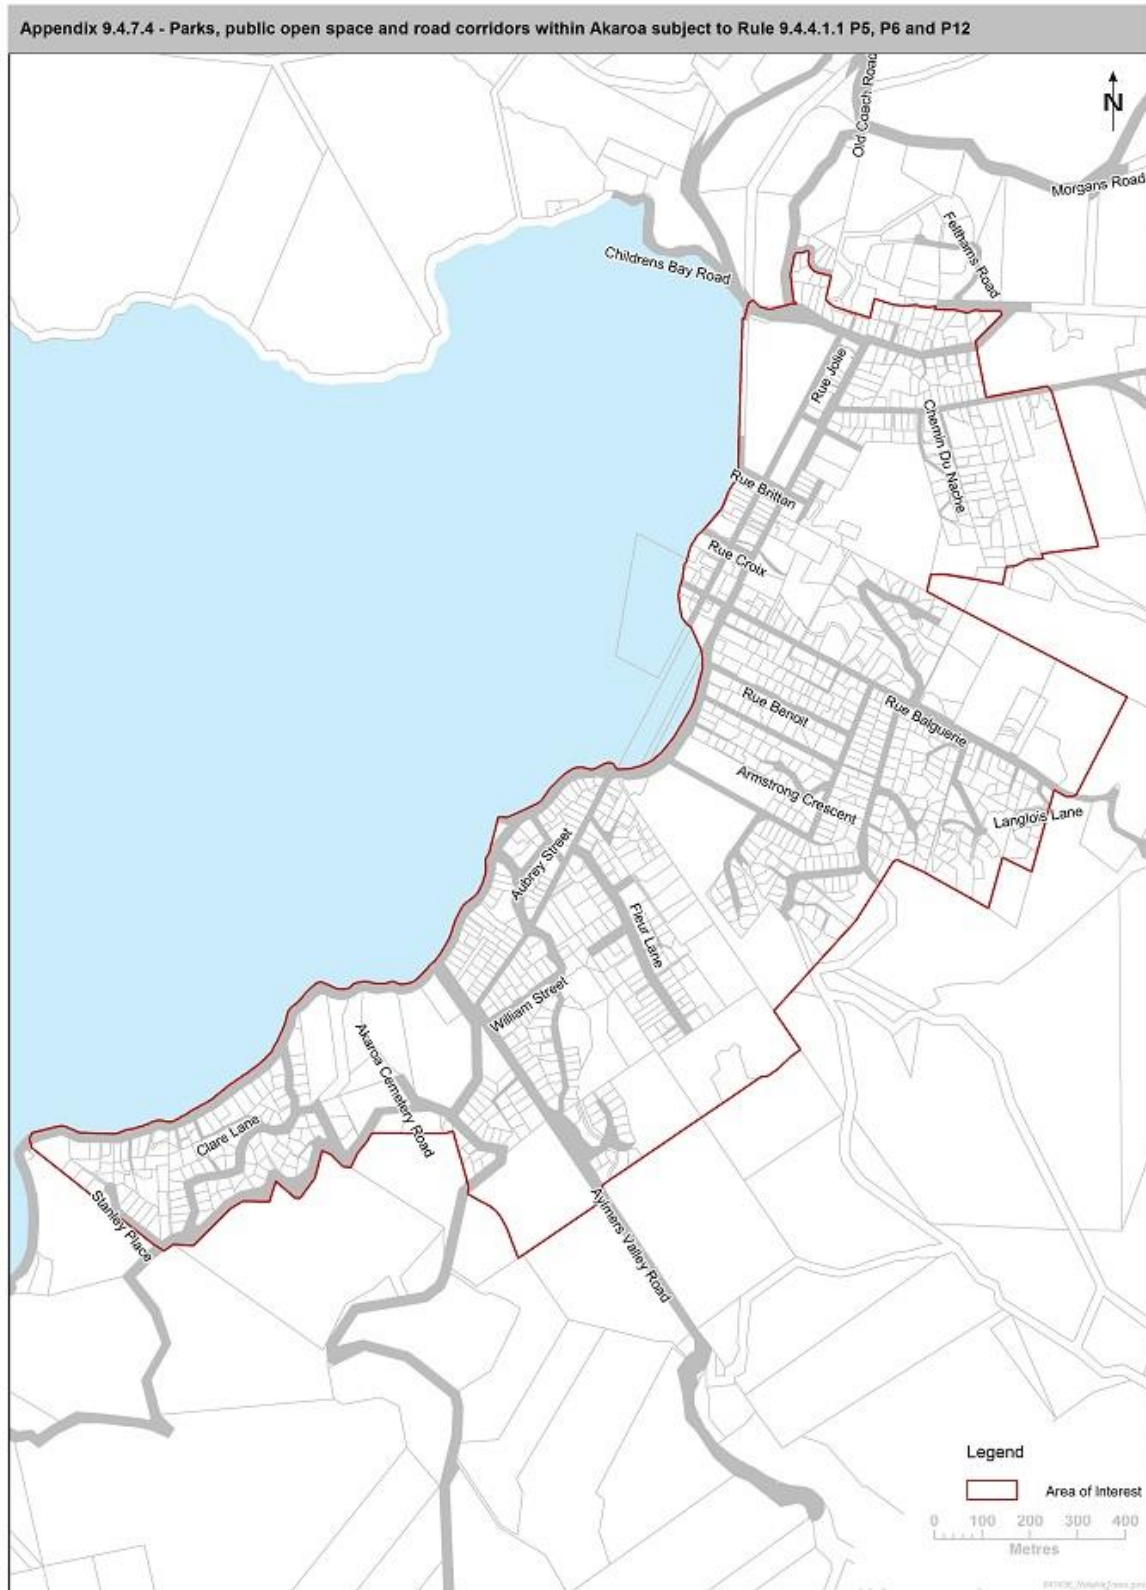 Appendix 9.4.7.4 - Parks, public open space and road corridors within Akaroa subject to Rule 9.4.4.1.1 P5, P6 and P12
N
Old Coach Road
Morgans Road
Felthams Road
Childrens Bay Road
Rue Jolie
Chemin Du Nache
Rue Brittan
Rue Croix
Rue Benoit
Rue Balguerie
Armstrong Crescent
Langlois Lane
Aubrey Street
Fleur Lane
William Street
Akaroa Cemetery Road
Clare Lane
Stanley Place
Aylmers Valley Road
Legend
Area of Interest
0 100 200 300 400
Metres